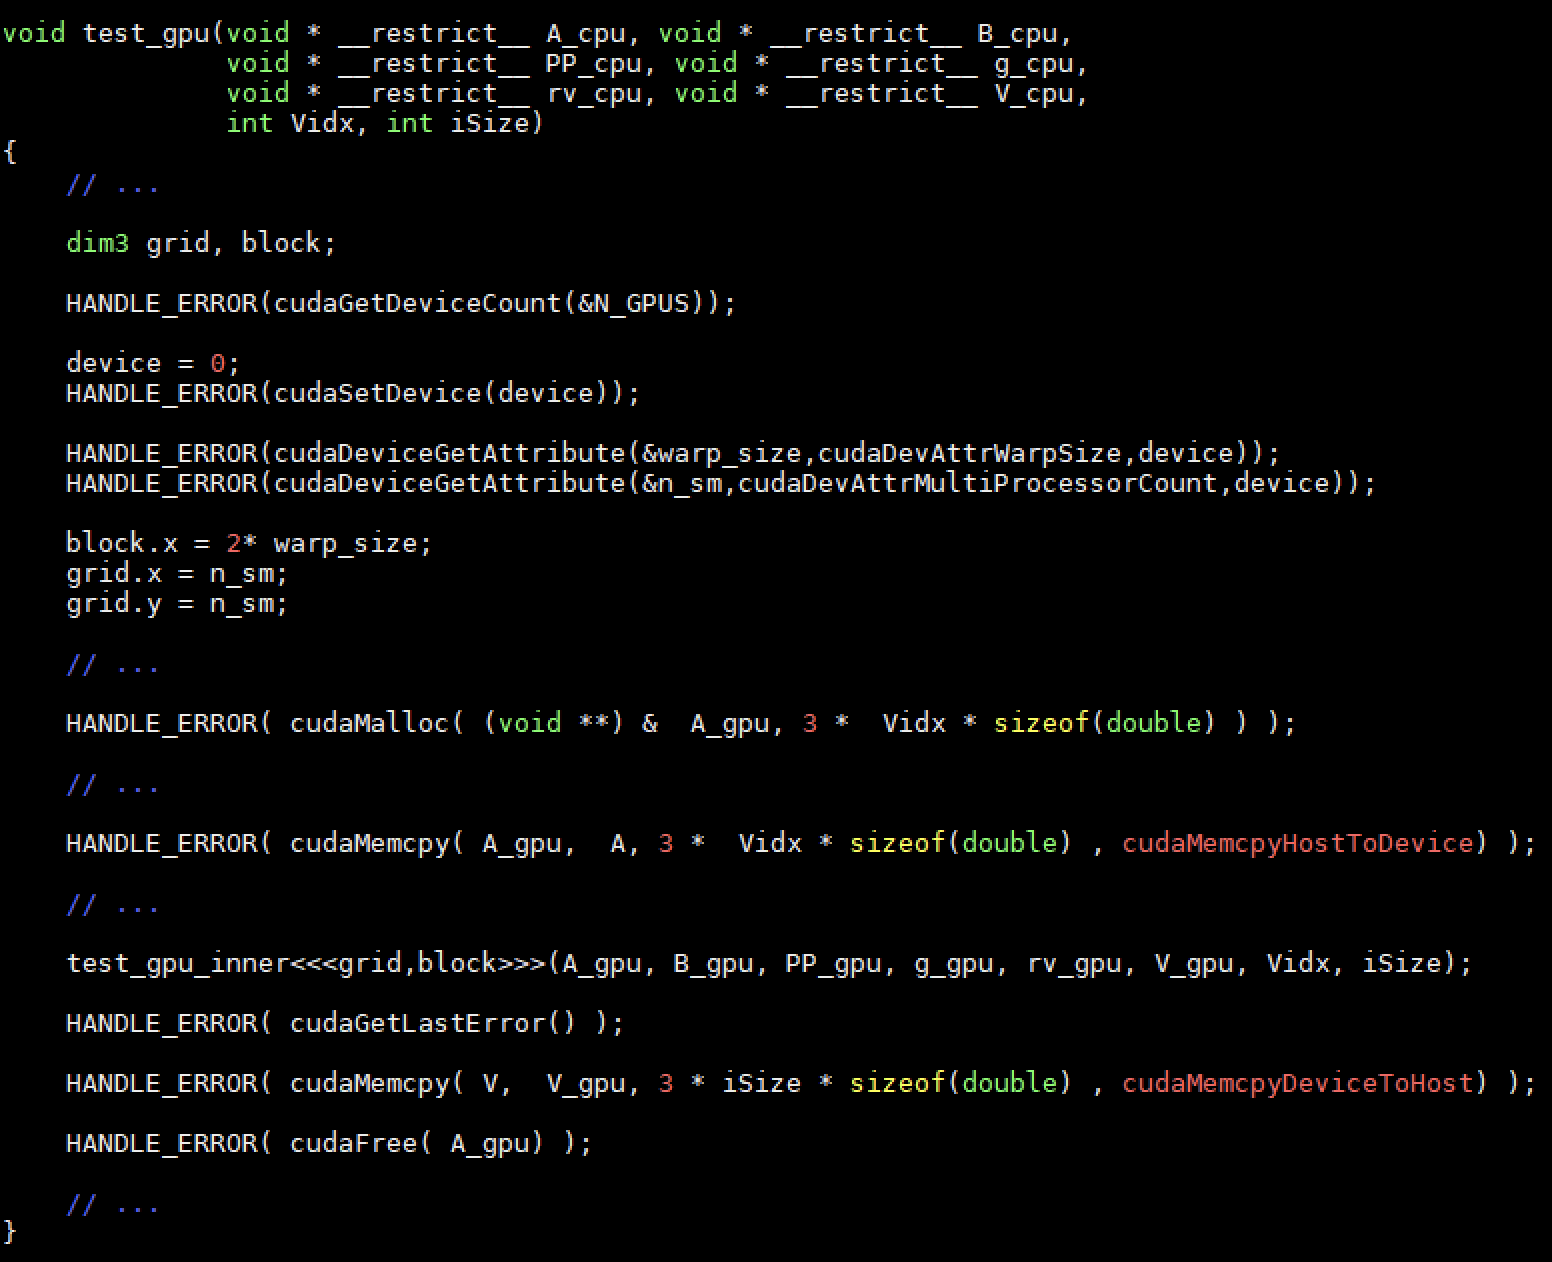 void test_gpu(void * __restrict__ A_cpu, void * __restrict__ B_cpu,
              void * __restrict__ PP_cpu, void * __restrict__ g_cpu,
              void * __restrict__ rv_cpu, void * __restrict__ V_cpu,
              int Vidx, int iSize)
{
    // ...

    dim3 grid, block;

    HANDLE_ERROR(cudaGetDeviceCount(&N_GPUS));

    device = 0;
    HANDLE_ERROR(cudaSetDevice(device));

    HANDLE_ERROR(cudaDeviceGetAttribute(&warp_size,cudaDevAttrWarpSize,device));
    HANDLE_ERROR(cudaDeviceGetAttribute(&n_sm,cudaDevAttrMultiProcessorCount,device));

    block.x = 2* warp_size;
    grid.x = n_sm;
    grid.y = n_sm;

    // ...

    HANDLE_ERROR( cudaMalloc( (void **) &  A_gpu, 3 *  Vidx * sizeof(double) ) );

    // ...

    HANDLE_ERROR( cudaMemcpy( A_gpu,  A, 3 *  Vidx * sizeof(double) , cudaMemcpyHostToDevice) );

    // ...

    test_gpu_inner<<<grid,block>>>(A_gpu, B_gpu, PP_gpu, g_gpu, rv_gpu, V_gpu, Vidx, iSize);

    HANDLE_ERROR( cudaGetLastError() );

    HANDLE_ERROR( cudaMemcpy( V,  V_gpu, 3 * iSize * sizeof(double) , cudaMemcpyDeviceToHost) );

    HANDLE_ERROR( cudaFree( A_gpu) );

    // ...
}